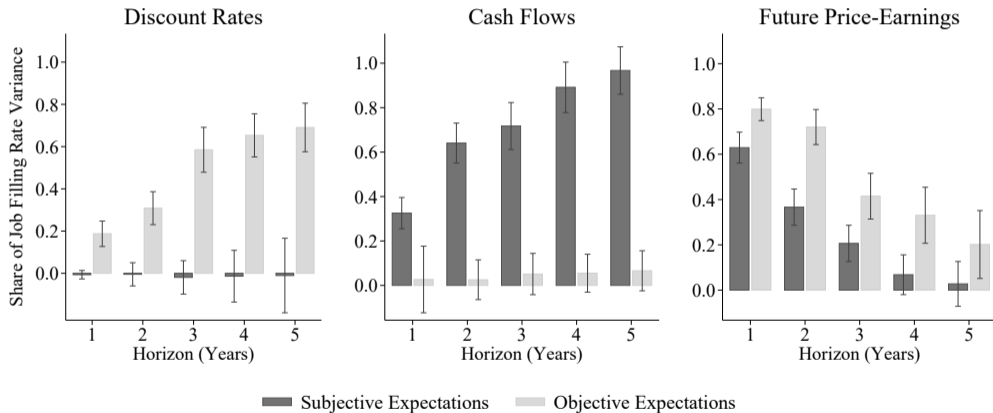 Discount Rates
Cash Flows
Future Price-Earnings
Share of Job Filling Rate Variance
1.0
0.8
0.6
0.4
0.2
0.0
1 2 3 4 5
Horizon (Years)
1.0
0.8
0.6
0.4
0.2
0.0
1 2 3 4 5
Horizon (Years)
1.0
0.8
0.6
0.4
0.2
0.0
1 2 3 4 5
Horizon (Years)
Subjective Expectations
Objective Expectations